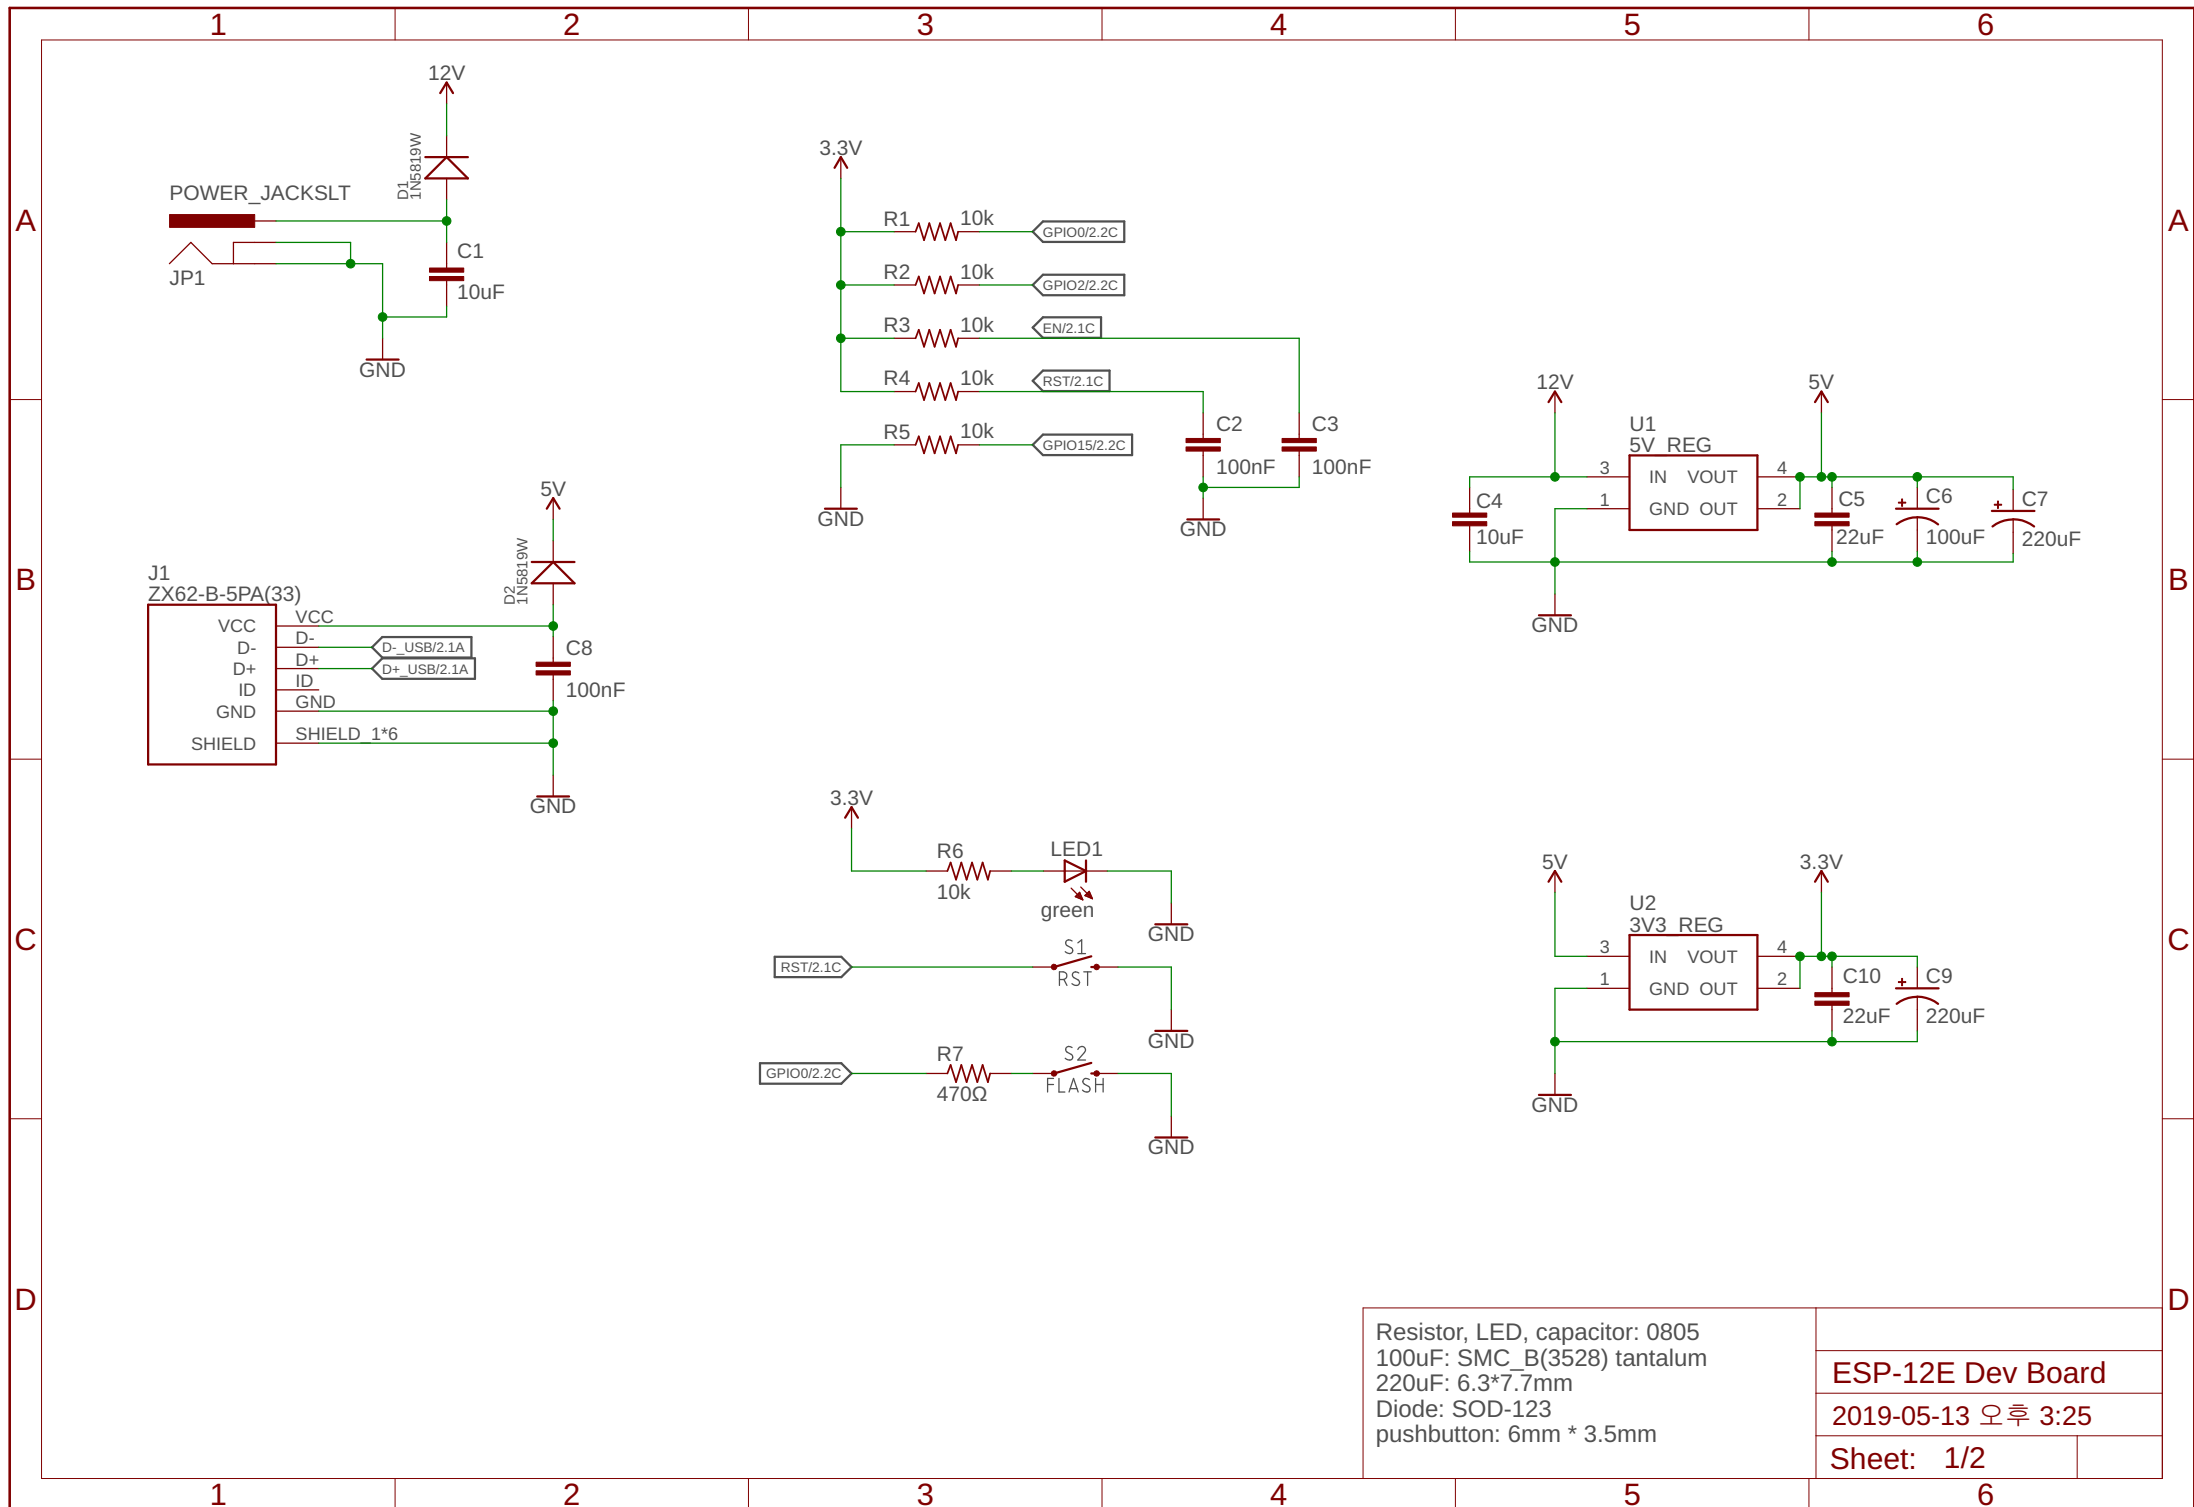 1 2 3 4 5 6
A A
B B
C C
D D
12V
D1
1N5819W
POWER_JACKSLT
JP1
C1
10uF
GND
5V
D2
1N5819W
J1
ZX62-B-5PA(33)
VCC VCC
D- D- D-_USB/2.1A
D+ D+ D+_USB/2.1A
ID ID
GND GND
SHIELD SHIELD_1*6
C8
100nF
GND
3.3V
R1 10k GPIO0/2.2C
R2 10k GPIO2/2.2C
R3 10k EN/2.1C
R4 10k RST/2.1C
R5 10k GPIO15/2.2C
GND
C2
100nF
C3
100nF
GND
3.3V
R6
10k
LED1
green
GND
RST/2.1C
S1
RST
GND
GPIO0/2.2C
R7
470Ω
S2
FLASH
GND
12V
5V
U1
5V_REG
3 IN VOUT 4
1 GND OUT 2
C4
10uF
C5
22uF
C6
100uF
C7
220uF
GND
5V
3.3V
U2
3V3_REG
3 IN VOUT 4
1 GND OUT 2
C10
22uF
C9
220uF
GND
Resistor, LED, capacitor: 0805
100uF: SMC_B(3528) tantalum
220uF: 6.3*7.7mm
Diode: SOD-123
pushbutton: 6mm * 3.5mm
ESP-12E Dev Board
2019-05-13 오후 3:25
Sheet: 1/2
1 2 3 4 5 6